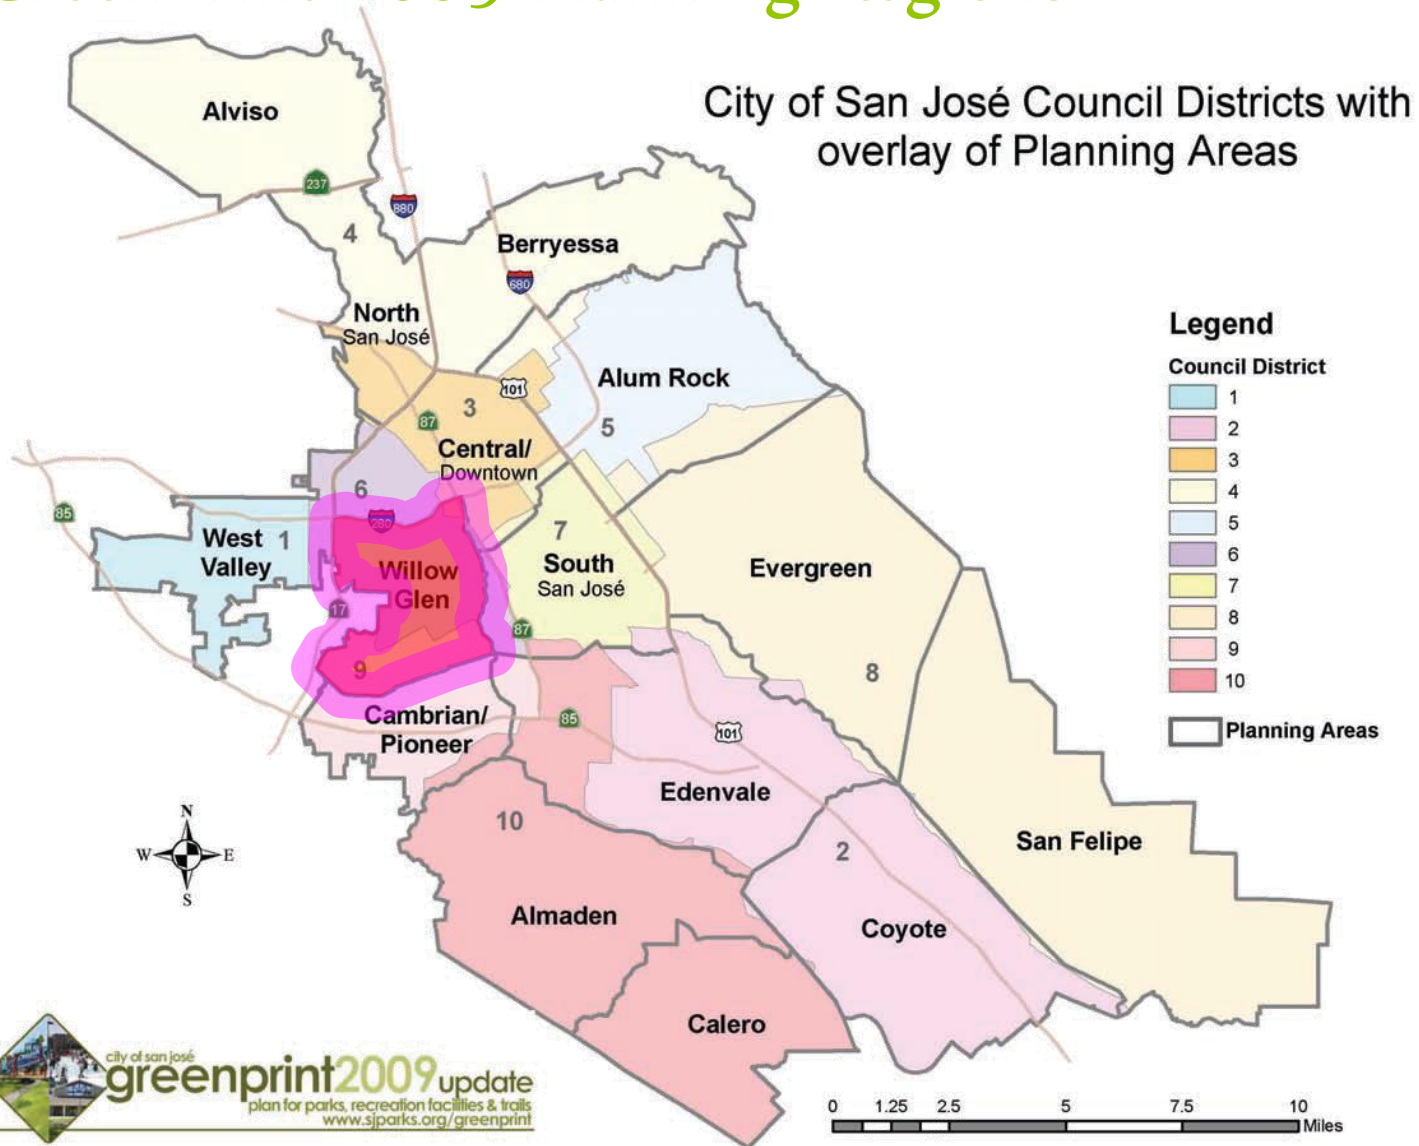 City of San José Council Districts with
overlay of Planning Areas
Alviso
237
880
4
Berryessa
680
North
San José
101
Alum Rock
3
87
5
Central/
Downtown
6
280
85
West
Valley
1
7
South
San José
Evergreen
Willow
Glen
17
87
9
8
Cambrian/
Pioneer
85
101
Edenvale
10
2
San Felipe
Almaden
Coyote
Calero
Legend
Council District
1
2
3
4
5
6
7
8
9
10
Planning Areas
N
W
E
S
city of san josé
greenprint2009update
plan for parks, recreation facilities & trails
www.sjparks.org/greenprint
0 1.25 2.5 5 7.5 10
Miles